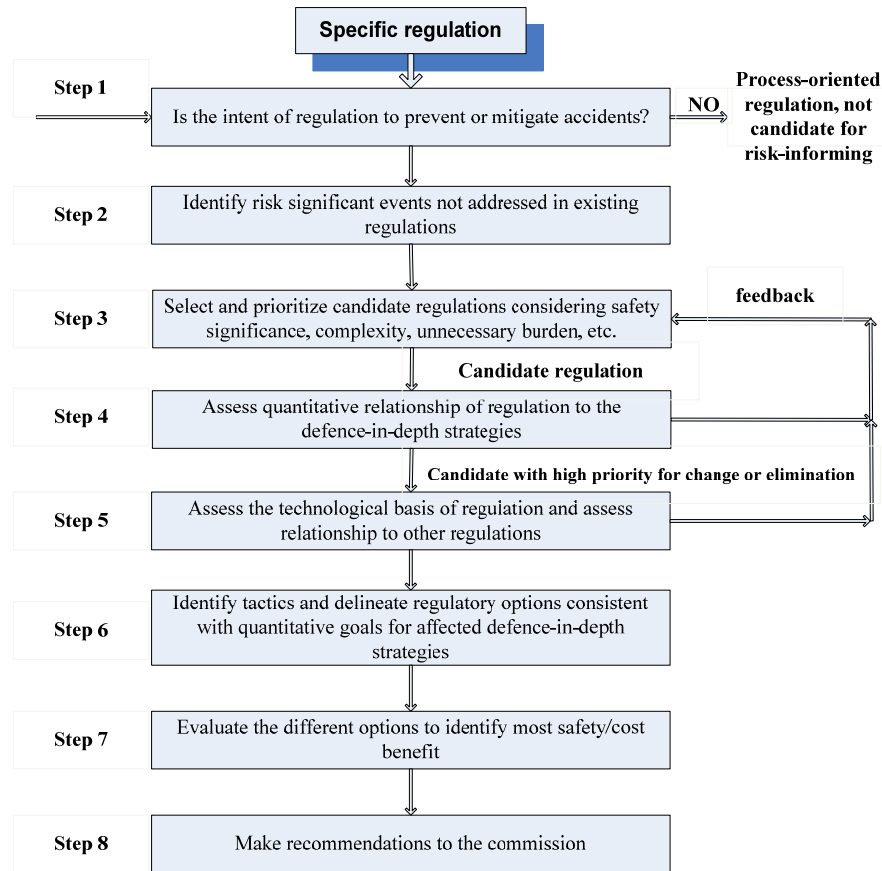 Specific regulation
Step 1
Is the intent of regulation to prevent or mitigate accidents?
NO
Process-oriented
regulation, not
candidate for
risk-informing
Step 2
Identify risk significant events not addressed in existing
regulations
Step 3
Select and prioritize candidate regulations considering safety
significance, complexity, unnecessary burden, etc.
feedback
Candidate regulation
Step 4
Assess quantitative relationship of regulation to the
defence-in-depth strategies
Candidate with high priority for change or elimination
Step 5
Assess the technological basis of regulation and assess
relationship to other regulations
Step 6
Identify tactics and delineate regulatory options consistent
with quantitative goals for affected defence-in-depth
strategies
Step 7
Evaluate the different options to identify most safety/cost
benefit
Step 8
Make recommendations to the commission